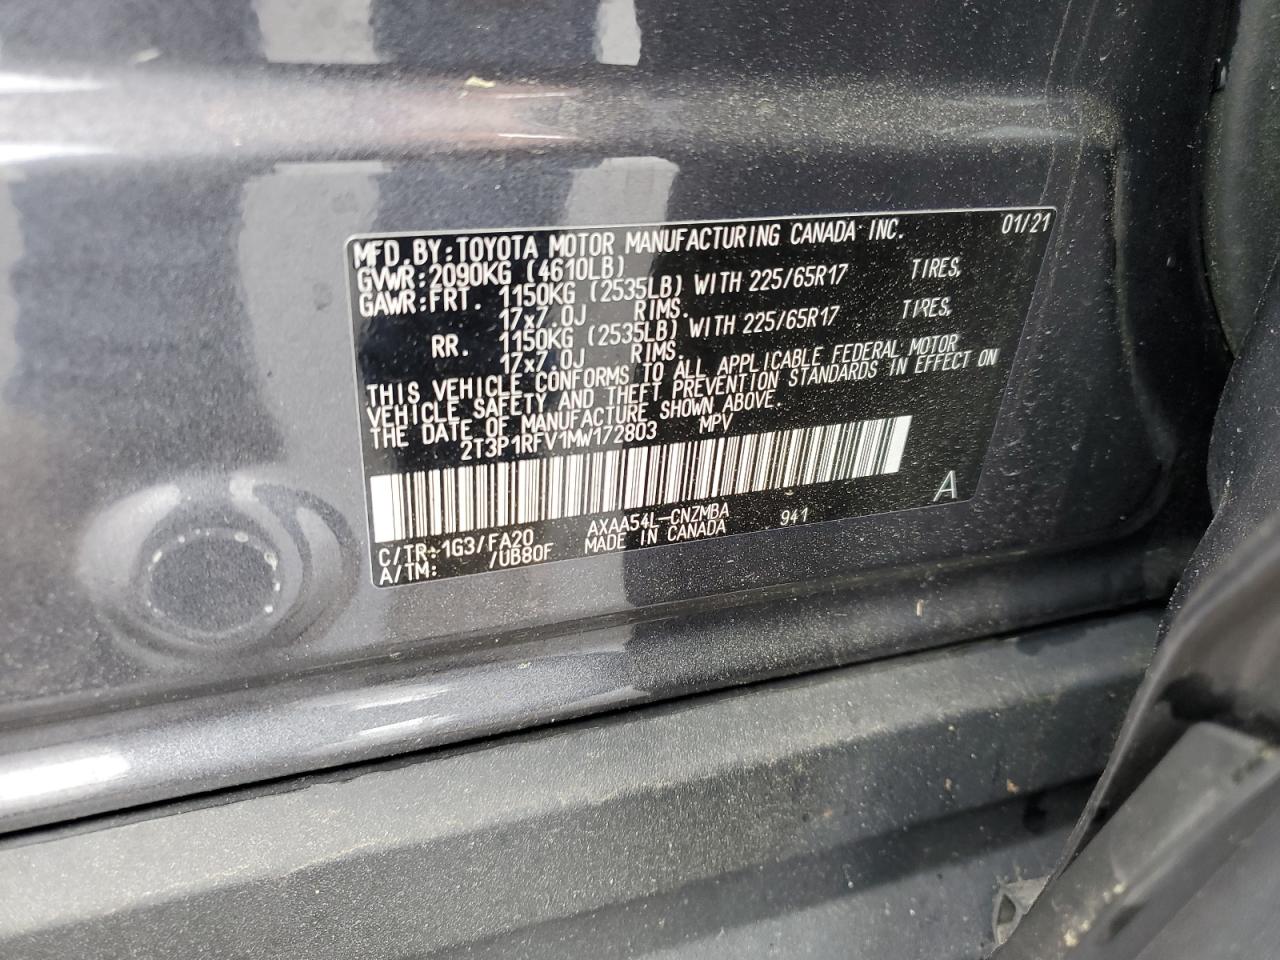 MFD.BY:TOYOTA MOTOR MANUFACTURING CANADA INC. 01/21
GVWR:2090KG (4610LB)
GAWR:FRT. 1150KG (2535LB) WITH 225/65R17 TIRES,
17x7.0J RIMS.
RR. 1150KG (2535LB) WITH 225/65R17 TIRES,
17x7.0J RIMS.
THIS VEHICLE CONFORMS TO ALL APPLICABLE FEDERAL MOTOR
VEHICLE SAFETY AND THEFT PREVENTION STANDARDS IN EFFECT ON
THE DATE OF MANUFACTURE SHOWN ABOVE.
2T3P1RFV1MW172803 MPV
A
C/TR:1G3/FA20 AXAA54L-CNZMBA 941
A/TM: /UB80F MADE IN CANADA